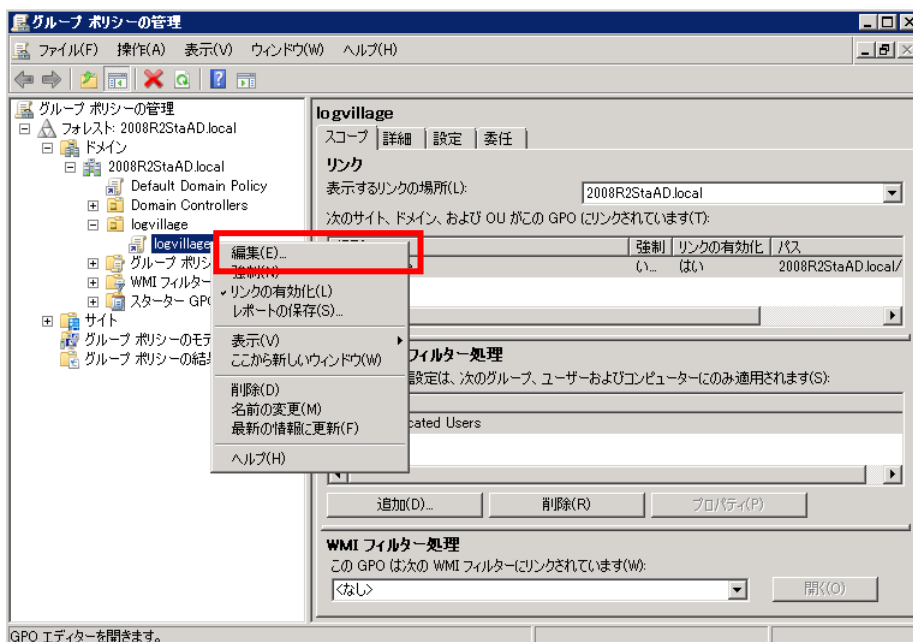 グループ ポリシーの管理
ファイル(F) 操作(A) 表示(V) ウィンドウ(W) ヘルプ(H)
グループ ポリシーの管理
フォレスト: 2008R2StaAD.local
ドメイン
2008R2StaAD.local
Default Domain Policy
Domain Controllers
logvillage
logvillage
グループ ポリシ
WMI フィルター
スターター GPO
サイト
グループ ポリシーのモデ
グループ ポリシーの結果
編集(E)...
強制(N)
リンクの有効化(L)
レポートの保存(S)...
表示(V)
ここから新しいウィンドウ(W)
削除(D)
名前の変更(M)
最新の情報に更新(F)
ヘルプ(H)
logvillage
スコープ 詳細 設定 委任
リンク
表示するリンクの場所(L): 2008R2StaAD.local
次のサイト、ドメイン、および OU がこの GPO にリンクされています(T):
強制 リンクの有効化 パス
い... はい 2008R2StaAD.local/
フィルター処理
設定は、次のグループ、ユーザーおよびコンピューターにのみ適用されます(S):
cated Users
追加(D)... 削除(R) プロパティ(P)
WMI フィルター処理
この GPO は次の WMI フィルターにリンクされています(W):
<なし> 開く(O)
GPO エディターを開きます。